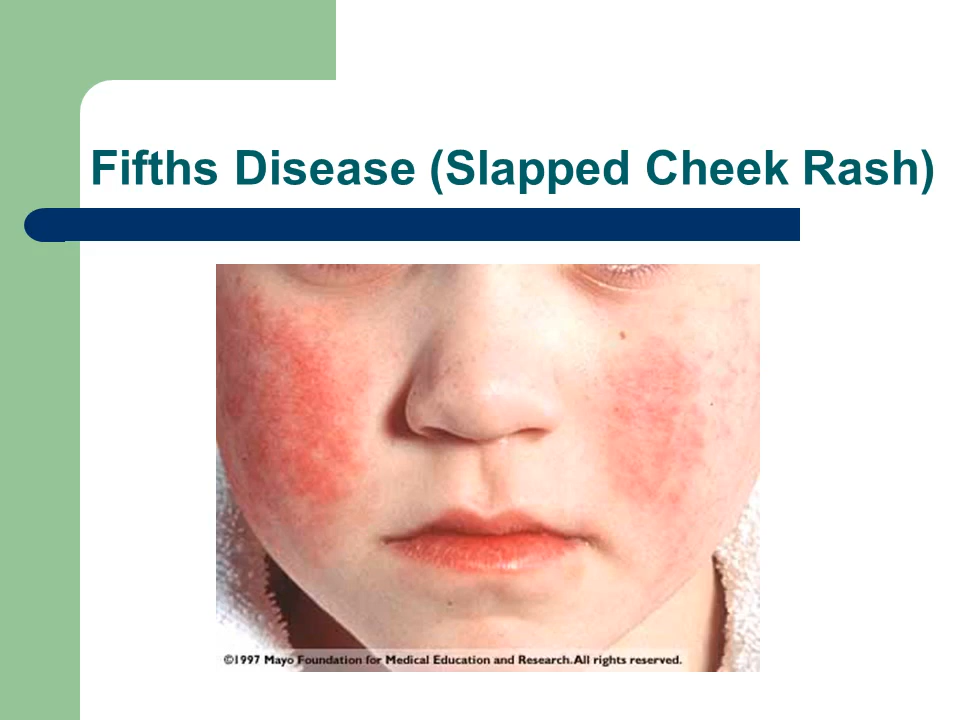 Fifths Disease (Slapped Cheek Rash)
©1997 Mayo Foundation for Medical Education and Research. All rights reserved.